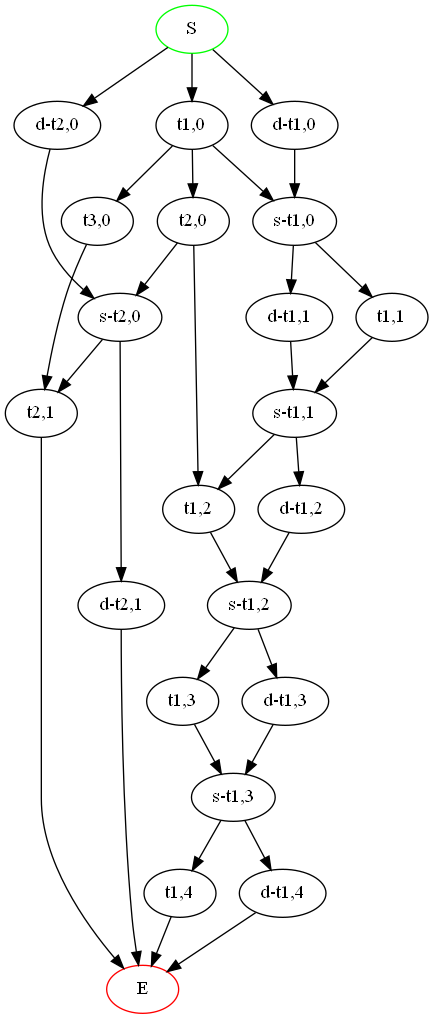 S
d-t2,0
t1,0
d-t1,0
t3,0
t2,0
s-t1,0
s-t2,0
d-t1,1
t1,1
t2,1
s-t1,1
t1,2
d-t1,2
d-t2,1
s-t1,2
t1,3
d-t1,3
s-t1,3
t1,4
d-t1,4
E